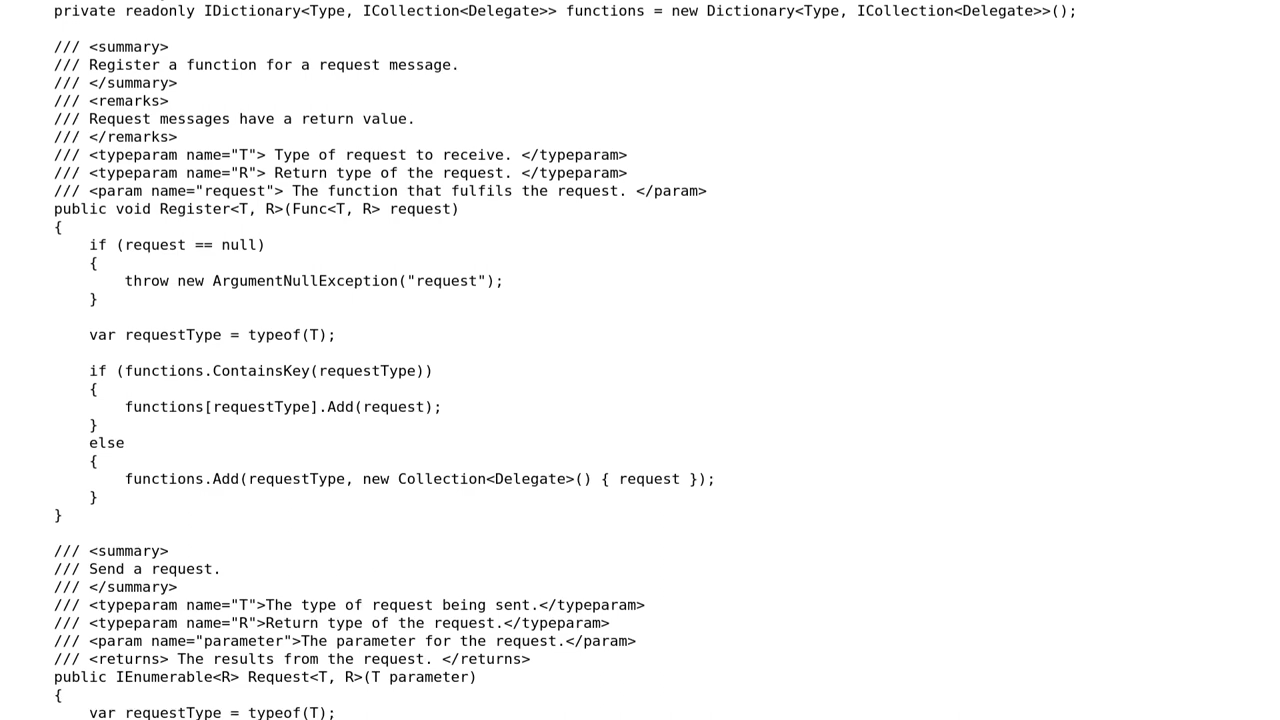 private readonly IDictionary<Type, ICollection<Delegate>> functions = new Dictionary<Type, ICollection<Delegate>>();
/// <summary>
/// Register a function for a request message.
/// </summary>
/// <remarks>
/// Request messages have a return value.
/// </remarks>
/// <typeparam name="T"> Type of request to receive. </typeparam>
/// <typeparam name="R"> Return type of the request. </typeparam>
/// <param name="request"> The function that fulfils the request. </param>
public void Register<T, R>(Func<T, R> request)
{
    if (request == null)
    {
        throw new ArgumentNullException("request");
    }
    var requestType = typeof(T);
    if (functions.ContainsKey(requestType))
    {
        functions[requestType].Add(request);
    }
    else
    {
        functions.Add(requestType, new Collection<Delegate>() { request });
    }
}
/// <summary>
/// Send a request.
/// </summary>
/// <typeparam name="T">The type of request being sent.</typeparam>
/// <typeparam name="R">Return type of the request.</typeparam>
/// <param name="parameter">The parameter for the request.</param>
/// <returns> The results from the request. </returns>
public IEnumerable<R> Request<T, R>(T parameter)
{
    var requestType = typeof(T);